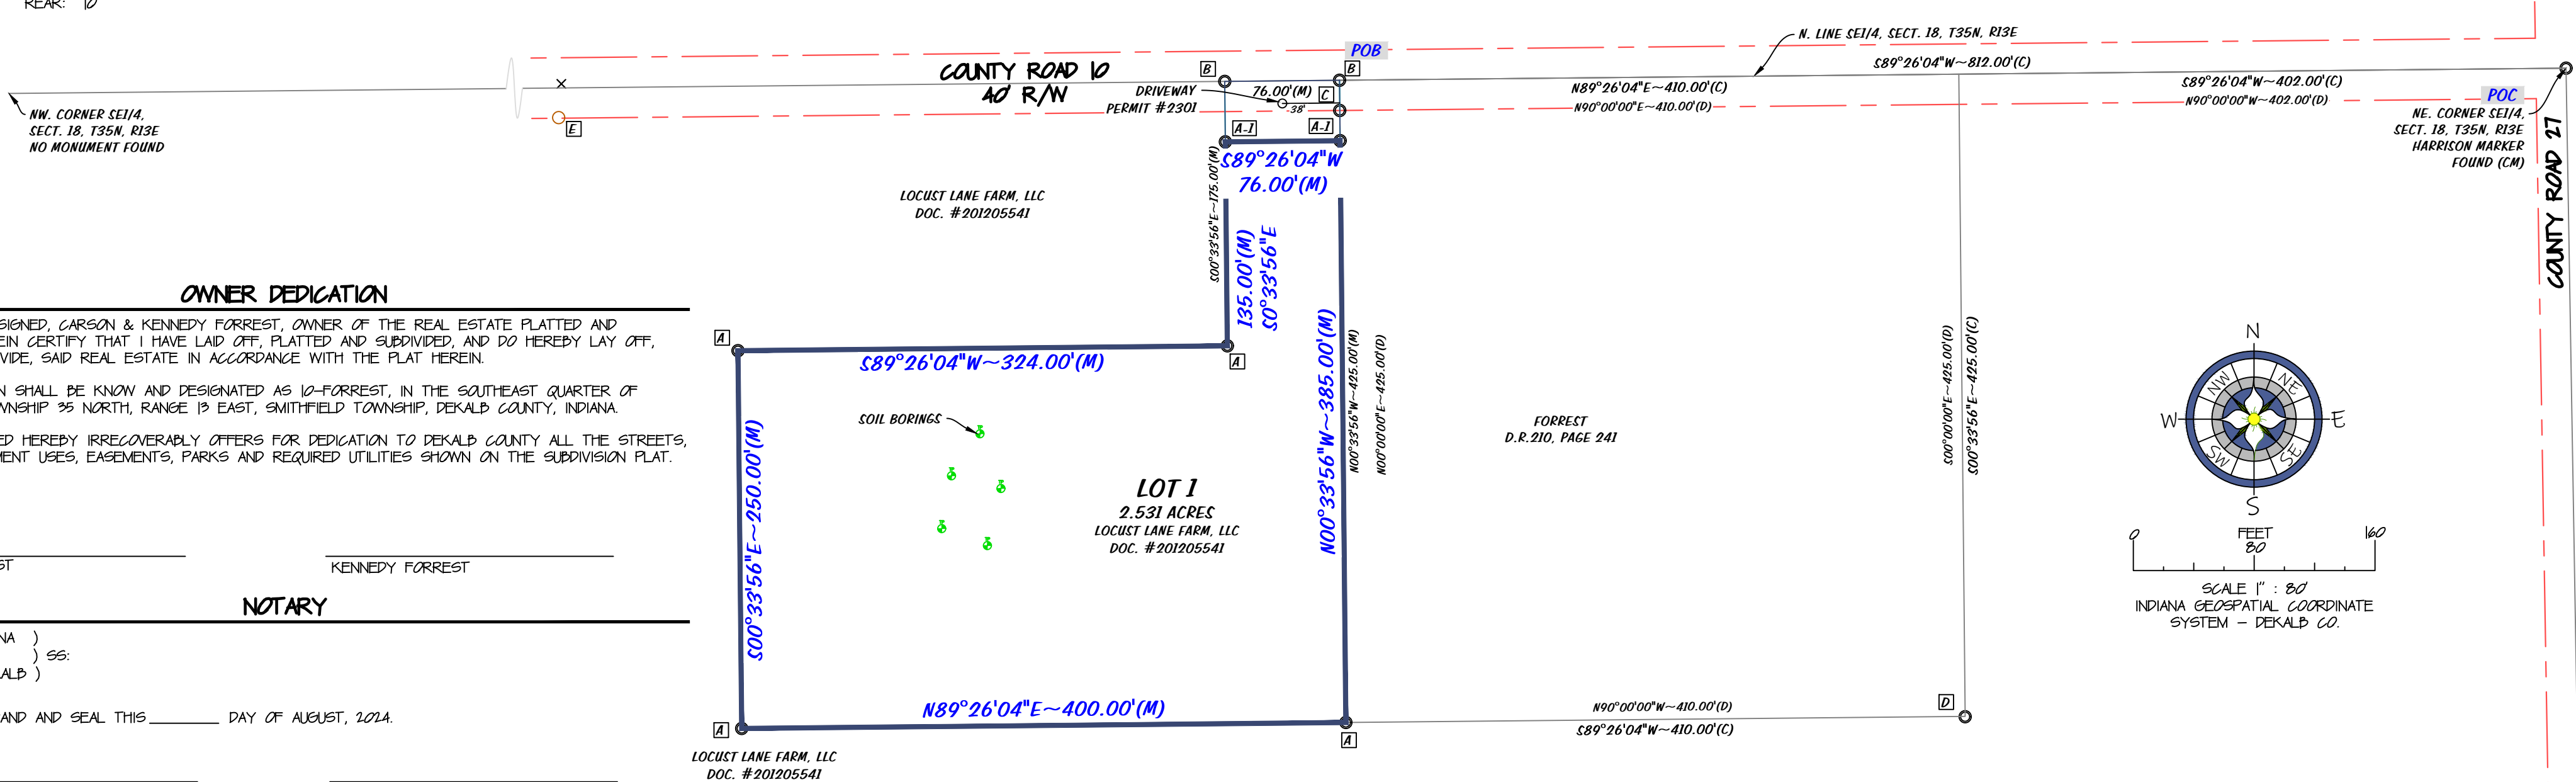 REAR: 10'
NW. CORNER SE1/4,
SECT. 18, T35N, R13E
NO MONUMENT FOUND
E
COUNTY ROAD 10
40' R/W
DRIVEWAY
PERMIT #2301
B
B
76.00'(M)
C
38'
A-1
A-1
POB
N. LINE SE1/4, SECT. 18, T35N, R13E
S89°26'04"W~812.00'(C)
N89°26'04"E~410.00'(C)
N90°00'00"E~410.00'(D)
S89°26'04"W~402.00'(C)
N90°00'00"W~402.00'(D)
POC
NE. CORNER SE1/4,
SECT. 18, T35N, R13E
HARRISON MARKER
FOUND (CM)
COUNTY ROAD 27
S89°26'04"W
76.00'(M)
S00°33'56"E~175.00'(M)
135.00'(M)
S0°33'56"E
LOCUST LANE FARM, LLC
DOC. #201205541
OWNER DEDICATION
SIGNED, CARSON & KENNEDY FORREST, OWNER OF THE REAL ESTATE PLATTED AND
EIN CERTIFY THAT I HAVE LAID OFF, PLATTED AND SUBDIVIDED, AND DO HEREBY LAY OFF,
VIDE, SAID REAL ESTATE IN ACCORDANCE WITH THE PLAT HEREIN.
N SHALL BE KNOW AND DESIGNATED AS 10-FORREST, IN THE SOUTHEAST QUARTER OF
WNSHIP 35 NORTH, RANGE 13 EAST, SMITHFIELD TOWNSHIP, DEKALB COUNTY, INDIANA.
ED HEREBY IRRECOVERABLY OFFERS FOR DEDICATION TO DEKALB COUNTY ALL THE STREETS,
MENT USES, EASEMENTS, PARKS AND REQUIRED UTILITIES SHOWN ON THE SUBDIVISION PLAT.
ST
KENNEDY FORREST
NOTARY
NA )
) SS:
ALB )
AND AND SEAL THIS ________ DAY OF AUGUST, 2024.
A
A
S89°26'04"W~324.00'(M)
SOIL BORINGS
S00°33'56"E~250.00'(M)
LOT 1
2.531 ACRES
LOCUST LANE FARM, LLC
DOC. #201205541
N00°33'56"W~385.00'(M)
N00°33'56"W~425.00'(M)
N00°00'00"E~425.00'(D)
FORREST
D.R.210, PAGE 241
S00°00'00"E~425.00'(D)
S00°33'56"E~425.00'(C)
N89°26'04"E~400.00'(M)
A
A
LOCUST LANE FARM, LLC
DOC. #201205541
N90°00'00"W~410.00'(D)
S89°26'04"W~410.00'(C)
D
N
NW
NE
W
E
SW
SE
S
0
FEET
80
160
SCALE 1" : 80'
INDIANA GEOSPATIAL COORDINATE
SYSTEM - DEKALB CO.